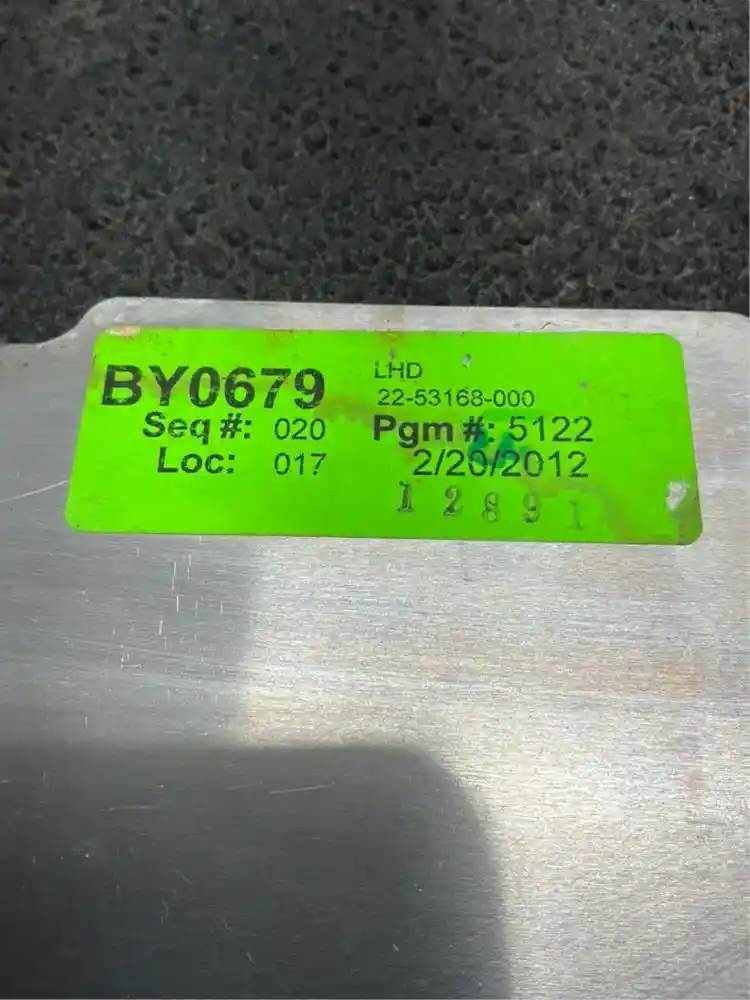 BY0679
Seq #: 020
Loc: 017
LHD
22-53168-000
Pgm #: 5122
2/20/2012
12891